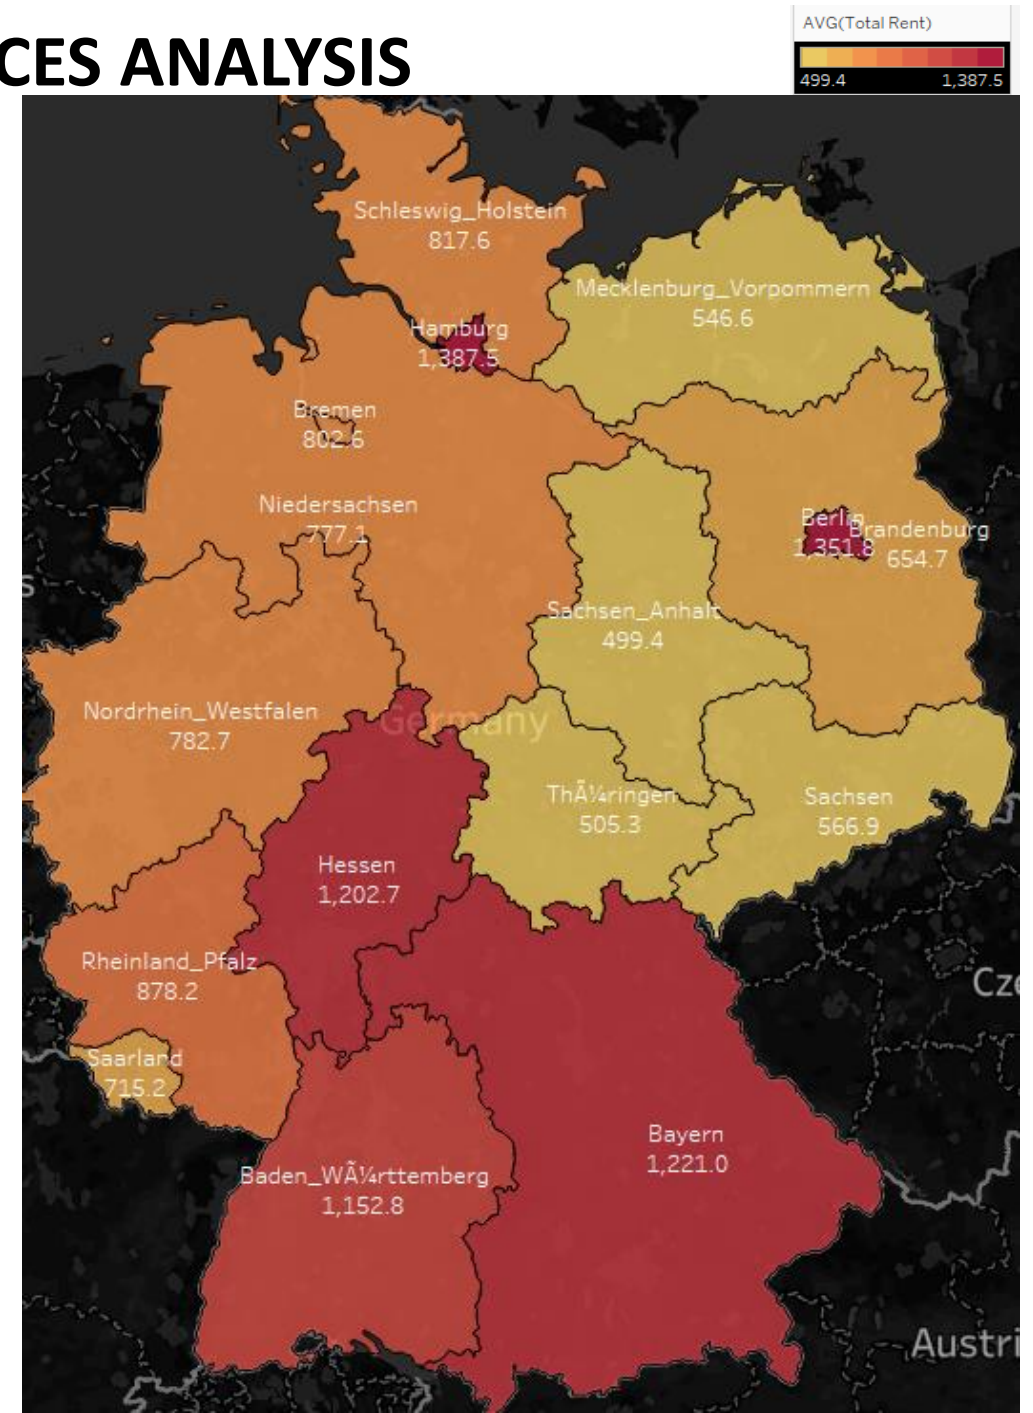 CES ANALYSIS
AVG(Total Rent)
499.4 1,387.5
Schleswig_Holstein
817.6
Mecklenburg_Vorpommern
546.6
Hamburg
1,387.5
Bremen
802.6
Niedersachsen
777.1
Berlin
1,351.8
Brandenburg
654.7
s
Sachsen_Anhalt
499.4
Nordrhein_Westfalen
782.7
Germany
ThÃ¼ringen
505.3
Sachsen
566.9
Hessen
1,202.7
Rheinland_Pfalz
878.2
Cze
Saarland
715.2
Bayern
1,221.0
Baden_WÃ¼rttemberg
1,152.8
Austri